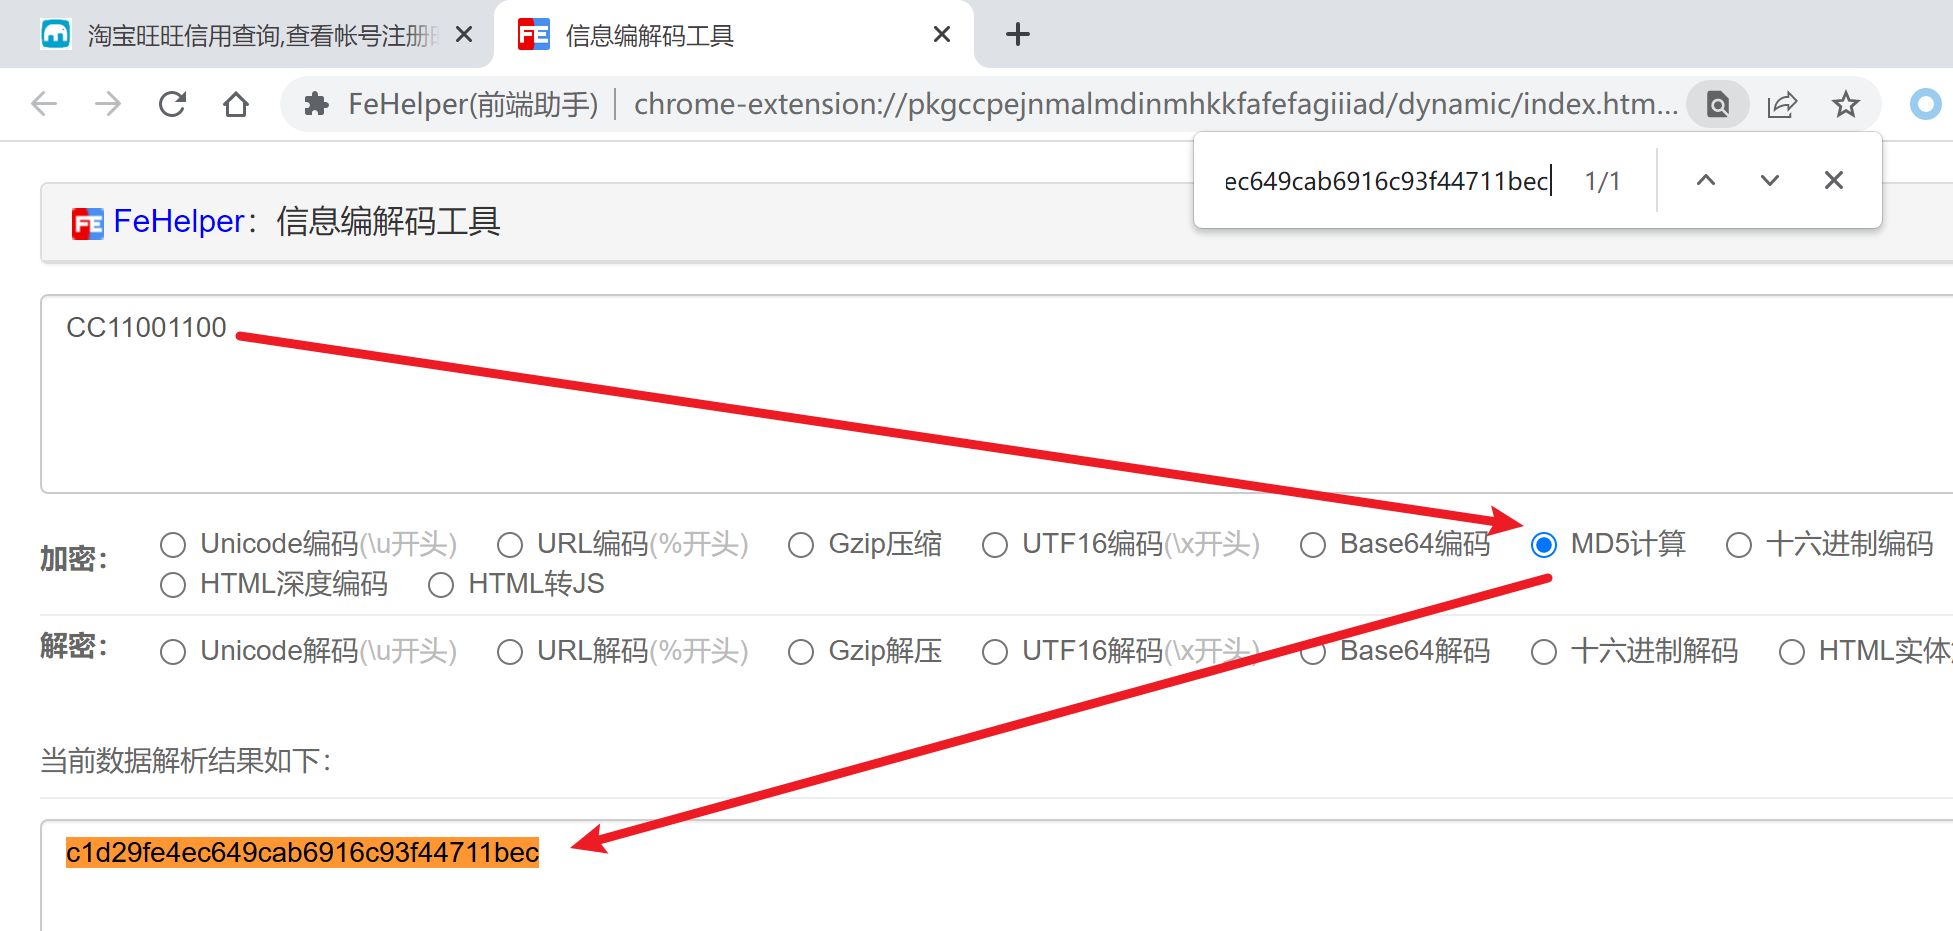 淘宝旺旺信用查询,查看帐号注册
信息编解码工具
FeHelper(前端助手) | chrome-extension://pkgccpejnmalmdinmhkkfafefagiiiad/dynamic/index.htm...
ec649cab6916c93f44711bec 1/1
FeHelper：信息编解码工具
CC11001100
加密： Unicode编码(\u开头) URL编码(%开头) Gzip压缩 UTF16编码(\x开头) Base64编码 MD5计算 十六进制编码
HTML深度编码 HTML转JS
解密： Unicode解码(\u开头) URL解码(%开头) Gzip解压 UTF16解码(\x开头) Base64解码 十六进制解码 HTML实体
当前数据解析结果如下：
c1d29fe4ec649cab6916c93f44711bec